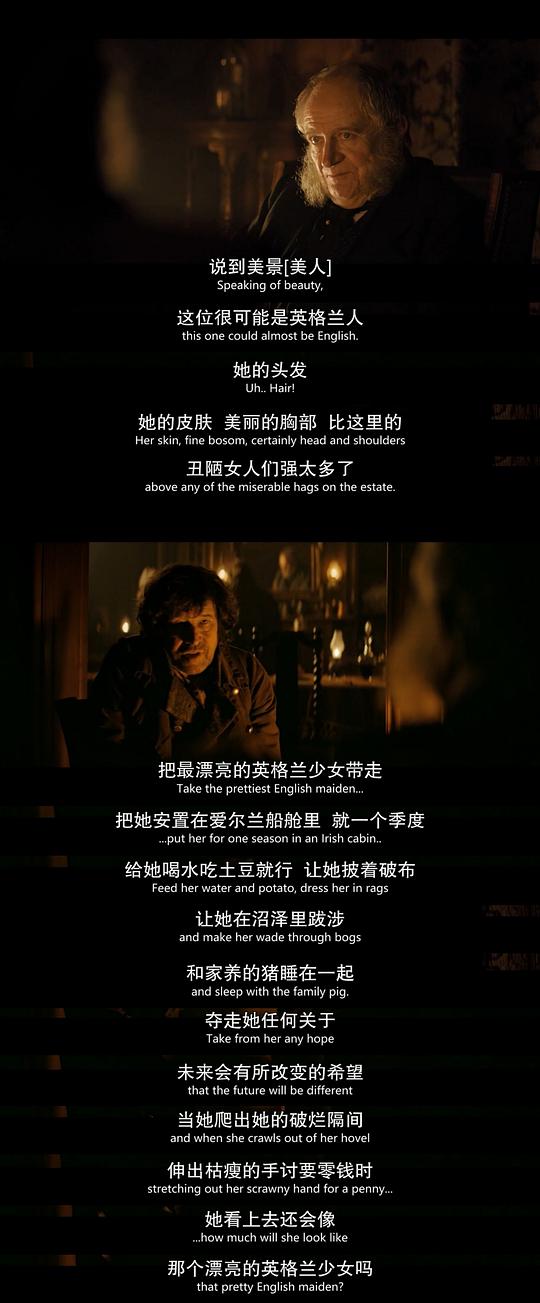 说到美景[美人]
Speaking of beauty,
这位很可能是英格兰人
this one could almost be English.
她的头发
Uh.. Hair!
她的皮肤 美丽的胸部 比这里的
Her skin, fine bosom, certainly head and shoulders
丑陋女人们强太多了
above any of the miserable hags on the estate.
把最漂亮的英格兰少女带走
Take the prettiest English maiden...
把她安置在爱尔兰船舱里 就一个季度
...put her for one season in an Irish cabin..
给她喝水吃土豆就行 让她披着破布
Feed her water and potato, dress her in rags
让她在沼泽里跋涉
and make her wade through bogs
和家养的猪睡在一起
and sleep with the family pig.
夺走她任何关于
Take from her any hope
未来会有所改变的希望
that the future will be different
当她爬出她的破烂隔间
and when she crawls out of her hovel
伸出枯瘦的手讨要零钱时
stretching out her scrawny hand for a penny...
她看上去还会像
...how much will she look like
那个漂亮的英格兰少女吗
that pretty English maiden?